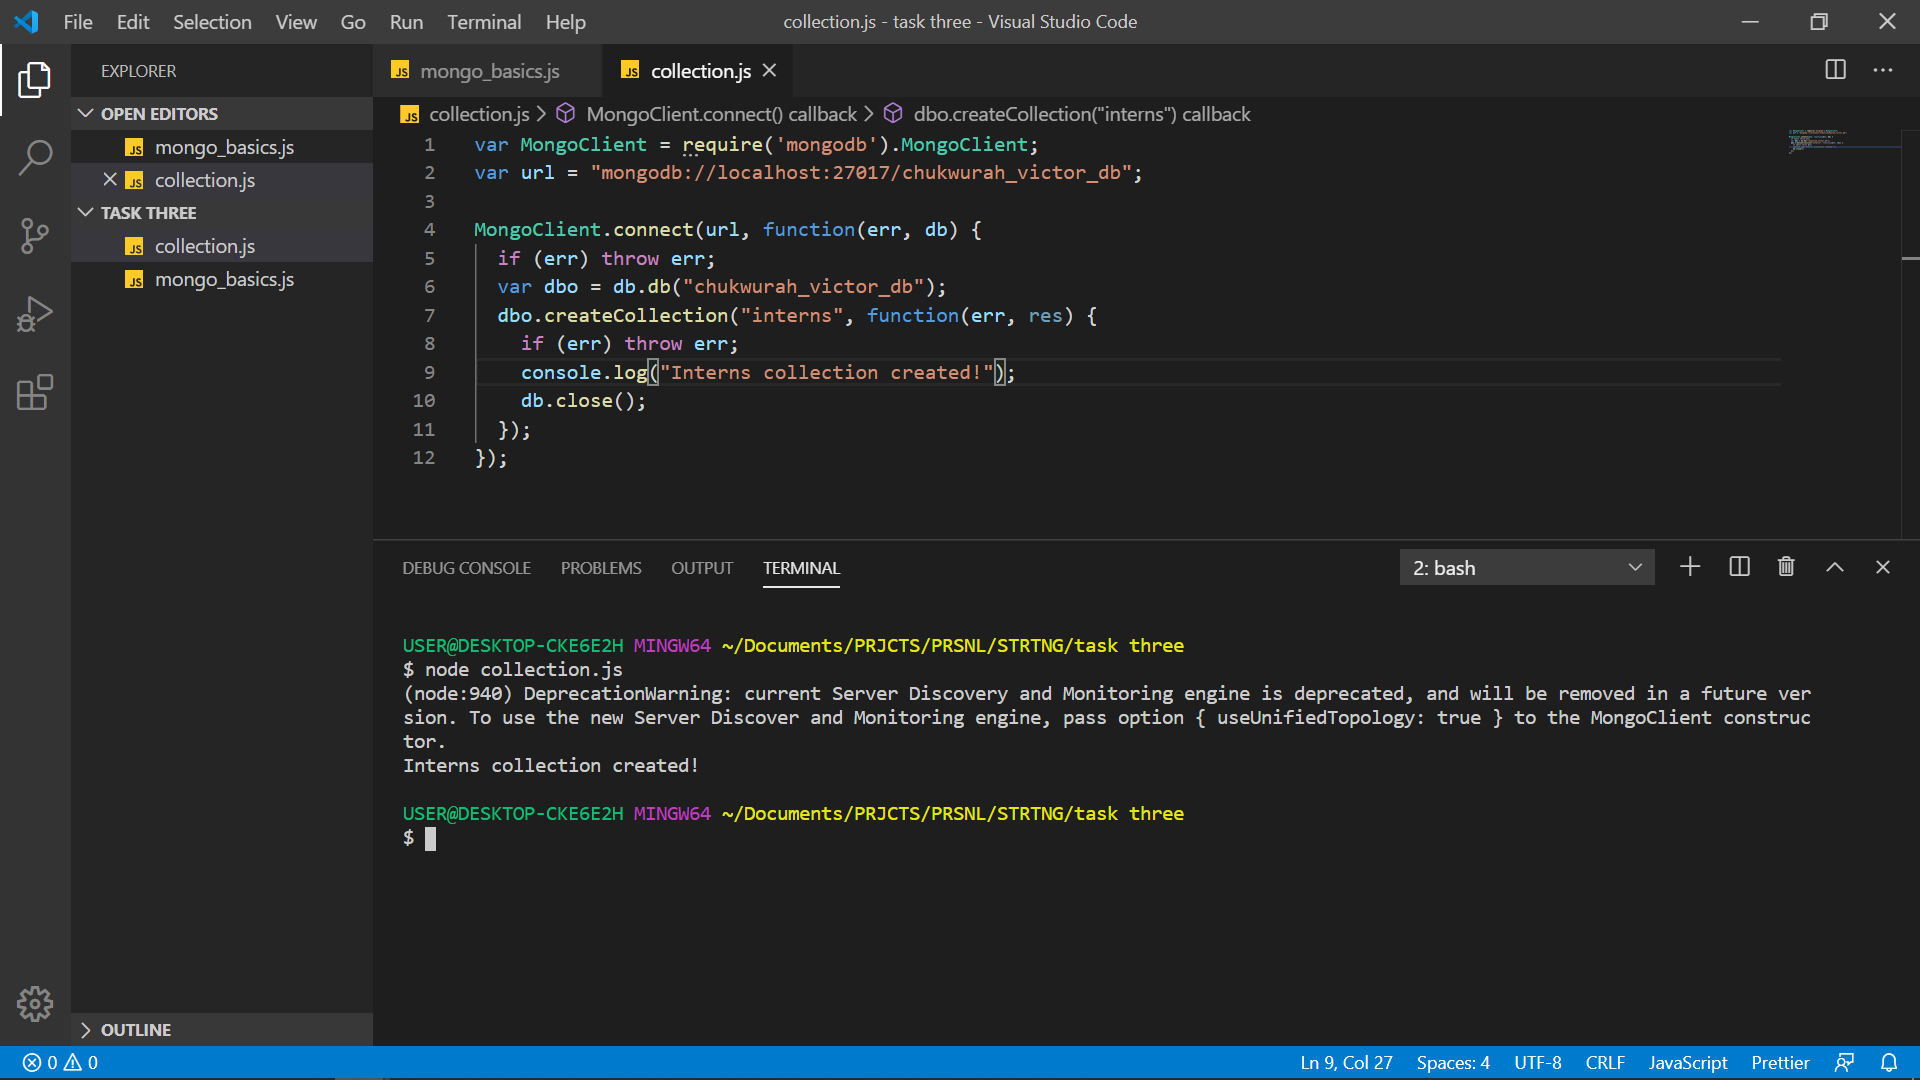 File Edit Selection View Go Run Terminal Help
collection.js - task three - Visual Studio Code
EXPLORER
OPEN EDITORS
JS mongo_basics.js
JS collection.js
TASK THREE
JS collection.js
JS mongo_basics.js
OUTLINE
JS mongo_basics.js JS collection.js
JS collection.js > MongoClient.connect() callback > dbo.createCollection("interns") callback
1 var MongoClient = require('mongodb').MongoClient;
2 var url = "mongodb://localhost:27017/chukwurah_victor_db";
3
4 MongoClient.connect(url, function(err, db) {
5 if (err) throw err;
6 var dbo = db.db("chukwurah_victor_db");
7 dbo.createCollection("interns", function(err, res) {
8 if (err) throw err;
9 console.log("Interns collection created!");
10 db.close();
11 });
12 });
DEBUG CONSOLE PROBLEMS OUTPUT TERMINAL 2: bash
USER@DESKTOP-CKE6E2H MINGW64 ~/Documents/PRJCTS/PRSNL/STRTNG/task three
$ node collection.js
(node:940) DeprecationWarning: current Server Discovery and Monitoring engine is deprecated, and will be removed in a future ver
sion. To use the new Server Discover and Monitoring engine, pass option { useUnifiedTopology: true } to the MongoClient construc
tor.
Interns collection created!
USER@DESKTOP-CKE6E2H MINGW64 ~/Documents/PRJCTS/PRSNL/STRTNG/task three
$
0 0 Ln 9, Col 27 Spaces: 4 UTF-8 CRLF JavaScript Prettier